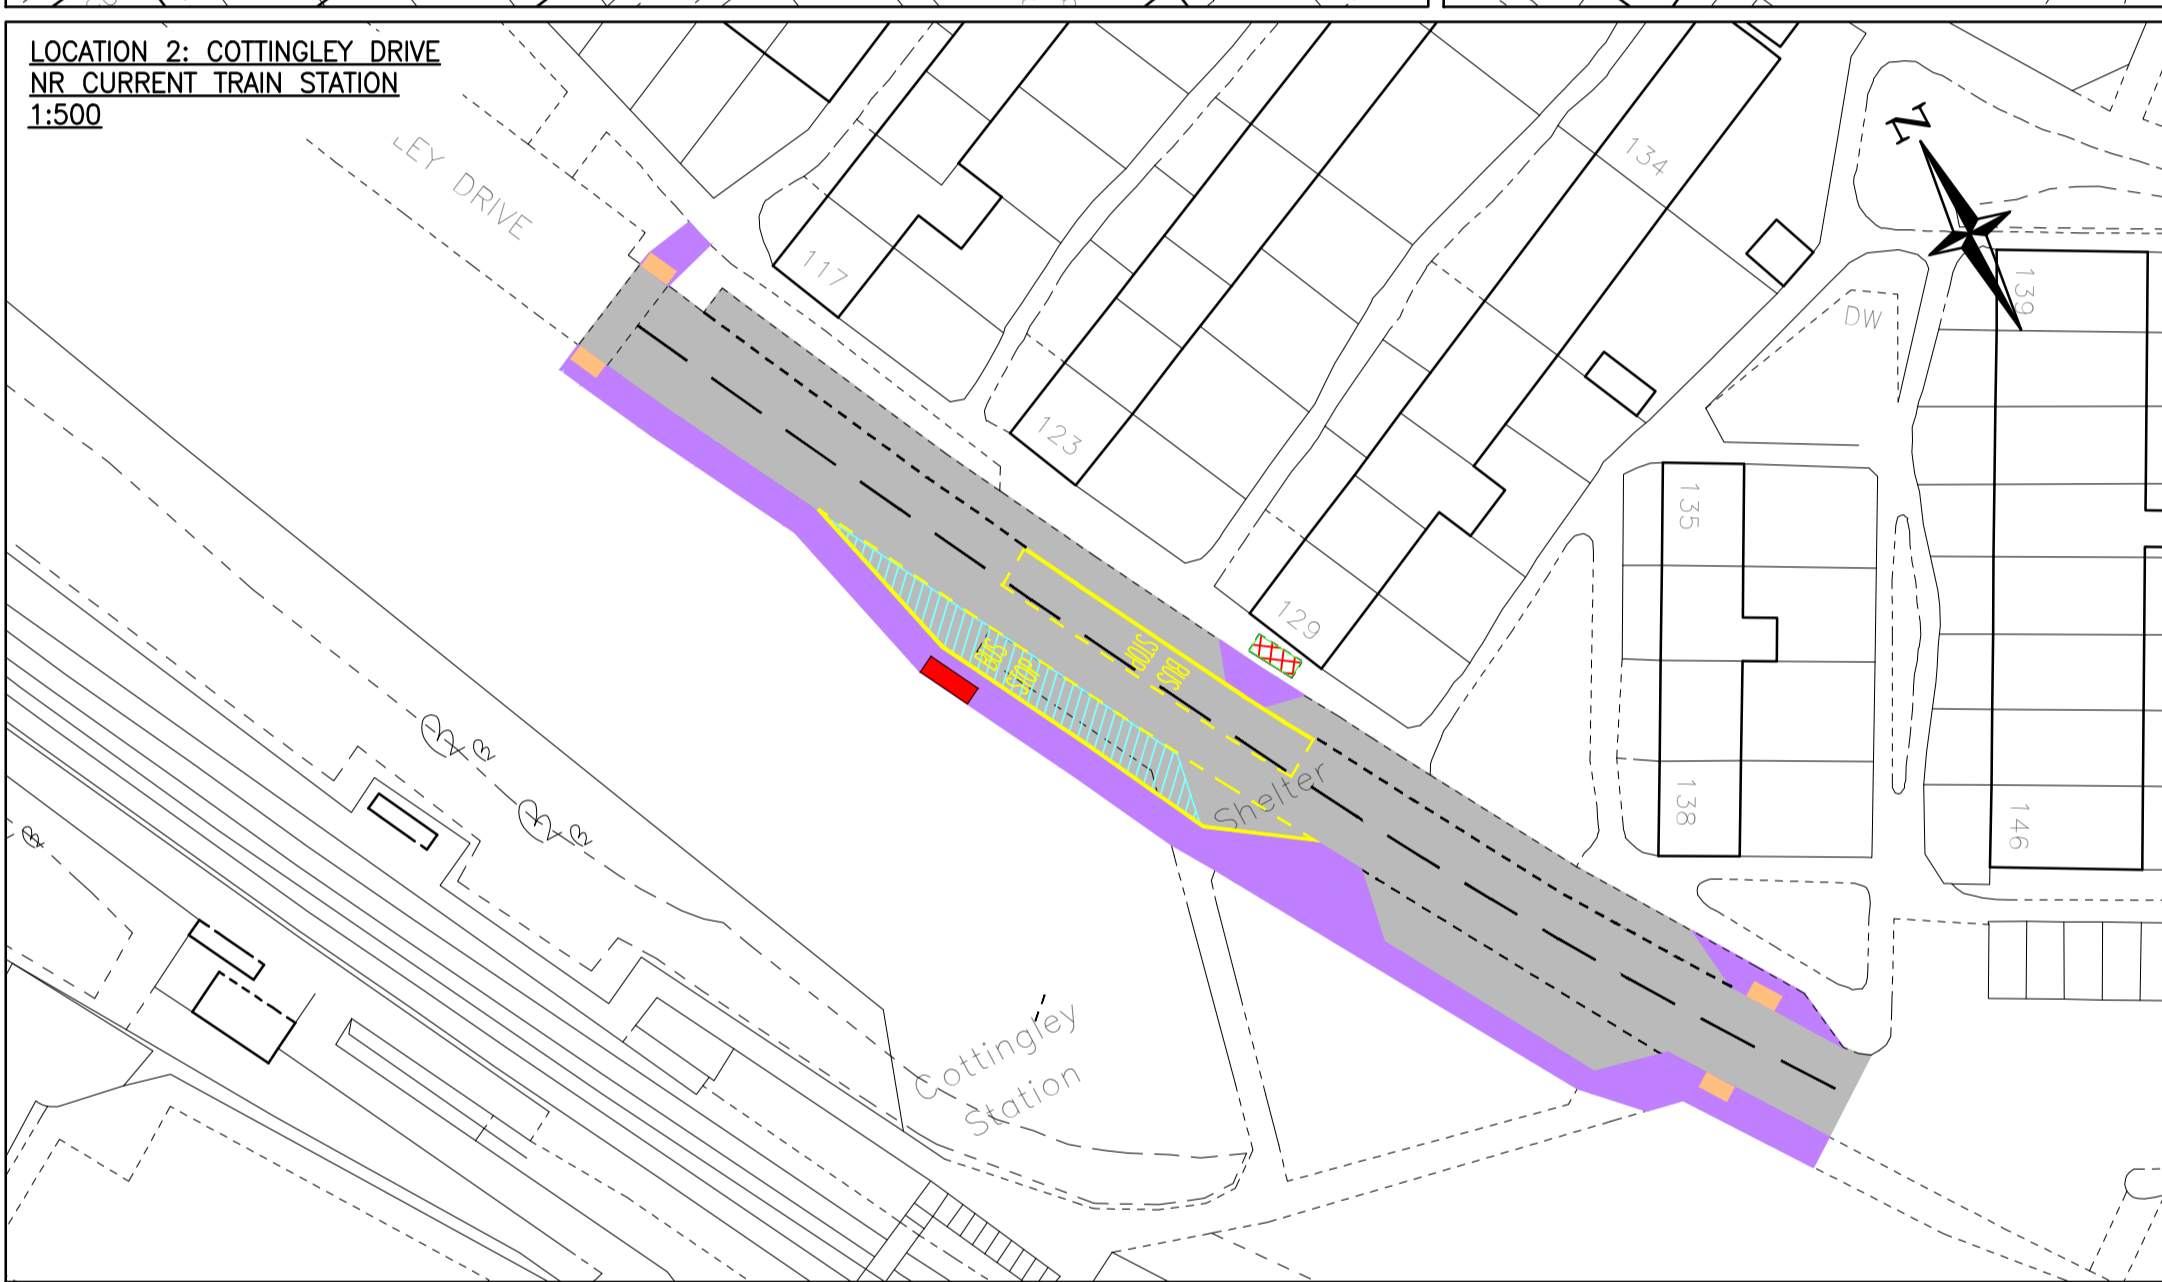 LOCATION 2: COTTINGLEY DRIVE
NR CURRENT TRAIN STATION
1:500
LEY DRIVE
N
117
123
129
134
DW
139
135
138
146
BUS
STOP
BUS
STOP
Shelter
Cottingley
Station